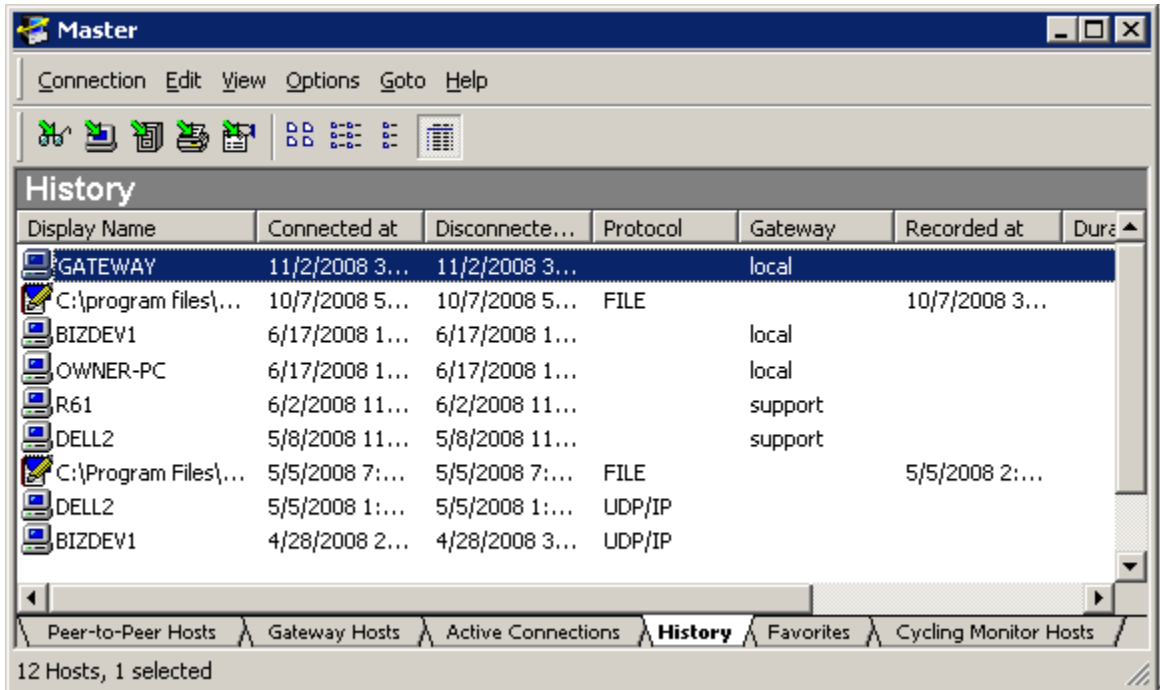 Master
Connection Edit View Options Goto Help
History
Display Name Connected at Disconnecte... Protocol Gateway Recorded at Dura
GATEWAY 11/2/2008 3... 11/2/2008 3... local
C:\program files\... 10/7/2008 5... 10/7/2008 5... FILE 10/7/2008 3...
BIZDEV1 6/17/2008 1... 6/17/2008 1... local
OWNER-PC 6/17/2008 1... 6/17/2008 1... local
R61 6/2/2008 11... 6/2/2008 11... support
DELL2 5/8/2008 11... 5/8/2008 11... support
C:\Program Files\... 5/5/2008 7:... 5/5/2008 7:... FILE 5/5/2008 2:...
DELL2 5/5/2008 1:... 5/5/2008 1:... UDP/IP
BIZDEV1 4/28/2008 2... 4/28/2008 3... UDP/IP
Peer-to-Peer Hosts Gateway Hosts Active Connections History Favorites Cycling Monitor Hosts
12 Hosts, 1 selected